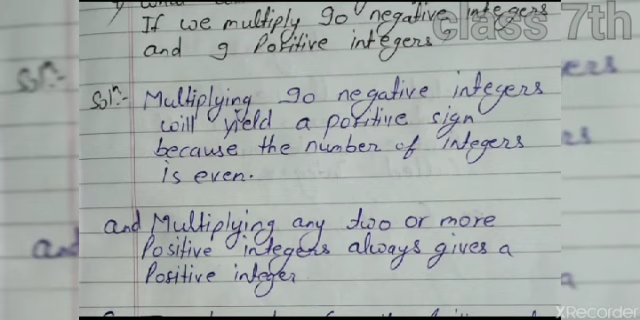 If we multiply 90 negative integers
and 9 Positive integers
Class 7th
Soln:- Multiplying 90 negative integers
will yield a positive sign
because the number of integers
is even.
and Multiplying any two or more
Positive integers always gives a
Positive integer
XRecorder